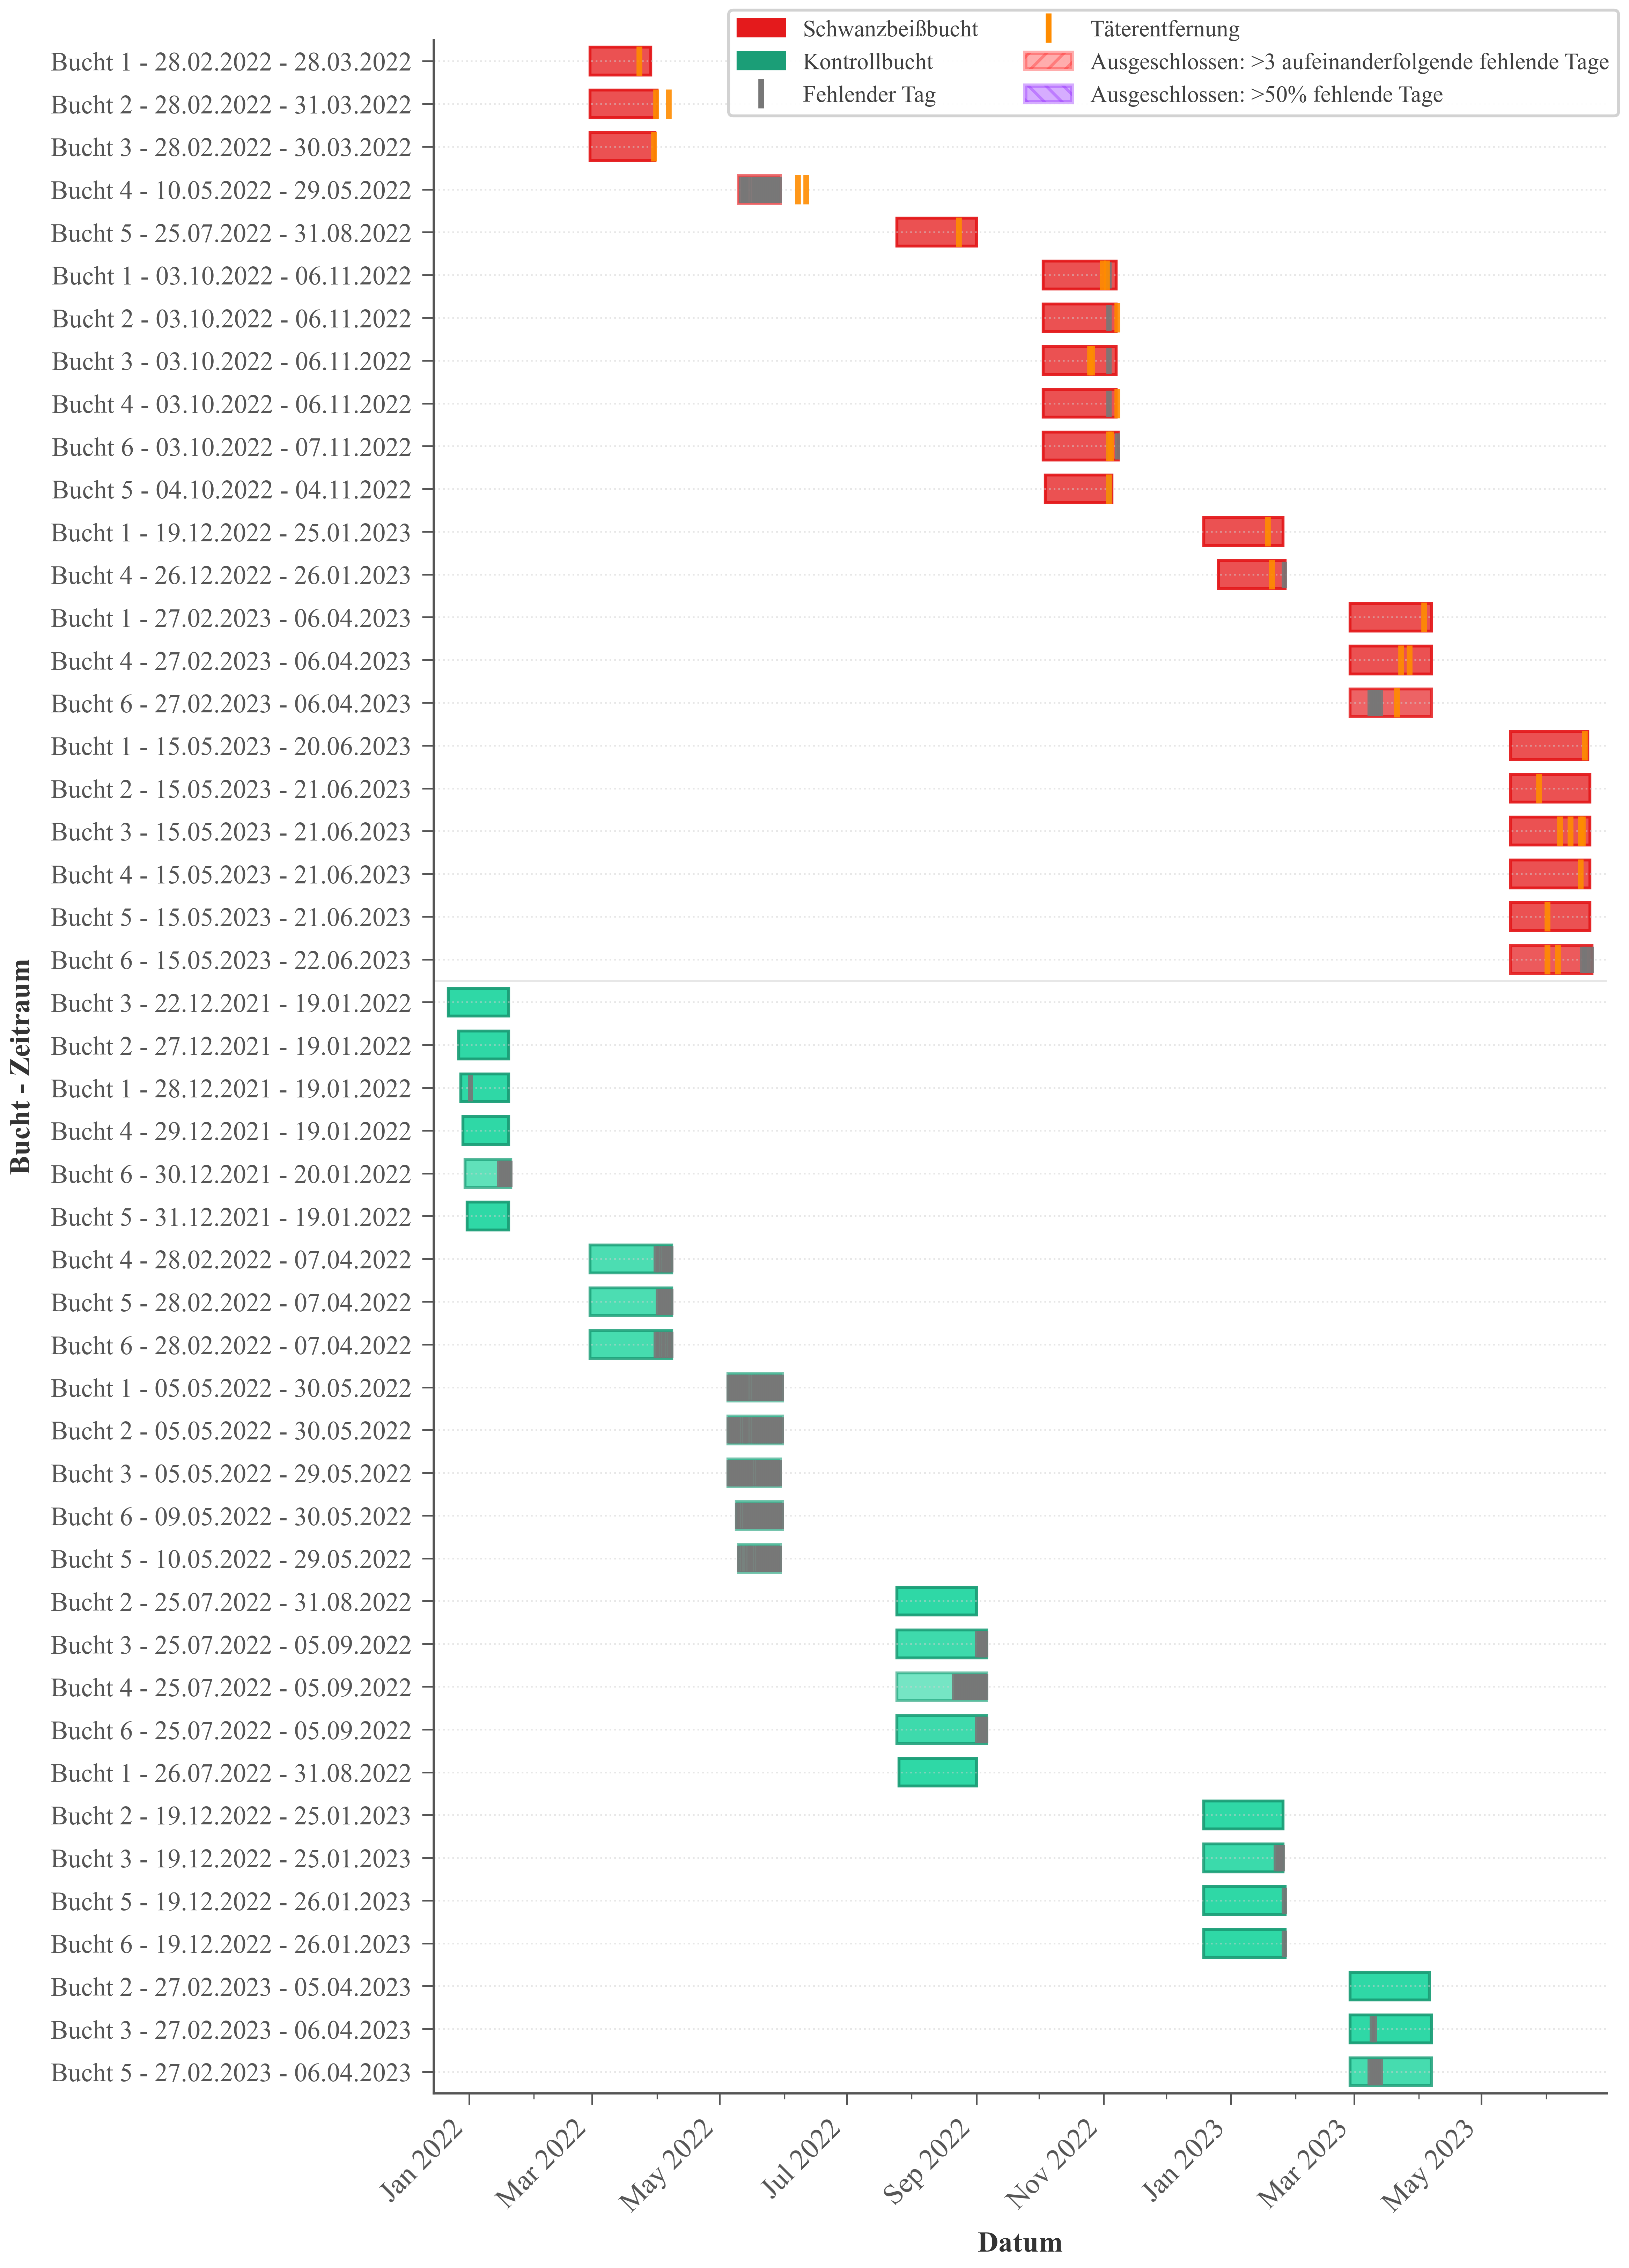 Schwanzbeißbucht
Kontrollbucht
Fehlender Tag
Täterentfernung
Ausgeschlossen: >3 aufeinanderfolgende fehlende Tage
Ausgeschlossen: >50% fehlende Tage
Bucht 1 - 28.02.2022 - 28.03.2022
Bucht 2 - 28.02.2022 - 31.03.2022
Bucht 3 - 28.02.2022 - 30.03.2022
Bucht 4 - 10.05.2022 - 29.05.2022
Bucht 5 - 25.07.2022 - 31.08.2022
Bucht 1 - 03.10.2022 - 06.11.2022
Bucht 2 - 03.10.2022 - 06.11.2022
Bucht 3 - 03.10.2022 - 06.11.2022
Bucht 4 - 03.10.2022 - 06.11.2022
Bucht 6 - 03.10.2022 - 07.11.2022
Bucht 5 - 04.10.2022 - 04.11.2022
Bucht 1 - 19.12.2022 - 25.01.2023
Bucht 4 - 26.12.2022 - 26.01.2023
Bucht 1 - 27.02.2023 - 06.04.2023
Bucht 4 - 27.02.2023 - 06.04.2023
Bucht 6 - 27.02.2023 - 06.04.2023
Bucht 1 - 15.05.2023 - 20.06.2023
Bucht 2 - 15.05.2023 - 21.06.2023
Bucht 3 - 15.05.2023 - 21.06.2023
Bucht 4 - 15.05.2023 - 21.06.2023
Bucht 5 - 15.05.2023 - 21.06.2023
Bucht 6 - 15.05.2023 - 22.06.2023
Bucht 3 - 22.12.2021 - 19.01.2022
Bucht 2 - 27.12.2021 - 19.01.2022
Bucht 1 - 28.12.2021 - 19.01.2022
Bucht 4 - 29.12.2021 - 19.01.2022
Bucht 6 - 30.12.2021 - 20.01.2022
Bucht 5 - 31.12.2021 - 19.01.2022
Bucht 4 - 28.02.2022 - 07.04.2022
Bucht 5 - 28.02.2022 - 07.04.2022
Bucht 6 - 28.02.2022 - 07.04.2022
Bucht 1 - 05.05.2022 - 30.05.2022
Bucht 2 - 05.05.2022 - 30.05.2022
Bucht 3 - 05.05.2022 - 29.05.2022
Bucht 6 - 09.05.2022 - 30.05.2022
Bucht 5 - 10.05.2022 - 29.05.2022
Bucht 2 - 25.07.2022 - 31.08.2022
Bucht 3 - 25.07.2022 - 05.09.2022
Bucht 4 - 25.07.2022 - 05.09.2022
Bucht 6 - 25.07.2022 - 05.09.2022
Bucht 1 - 26.07.2022 - 31.08.2022
Bucht 2 - 19.12.2022 - 25.01.2023
Bucht 3 - 19.12.2022 - 25.01.2023
Bucht 5 - 19.12.2022 - 26.01.2023
Bucht 6 - 19.12.2022 - 26.01.2023
Bucht 2 - 27.02.2023 - 05.04.2023
Bucht 3 - 27.02.2023 - 06.04.2023
Bucht 5 - 27.02.2023 - 06.04.2023
Bucht - Zeitraum
Jan 2022
Mar 2022
May 2022
Jul 2022
Sep 2022
Nov 2022
Jan 2023
Mar 2023
May 2023
Datum